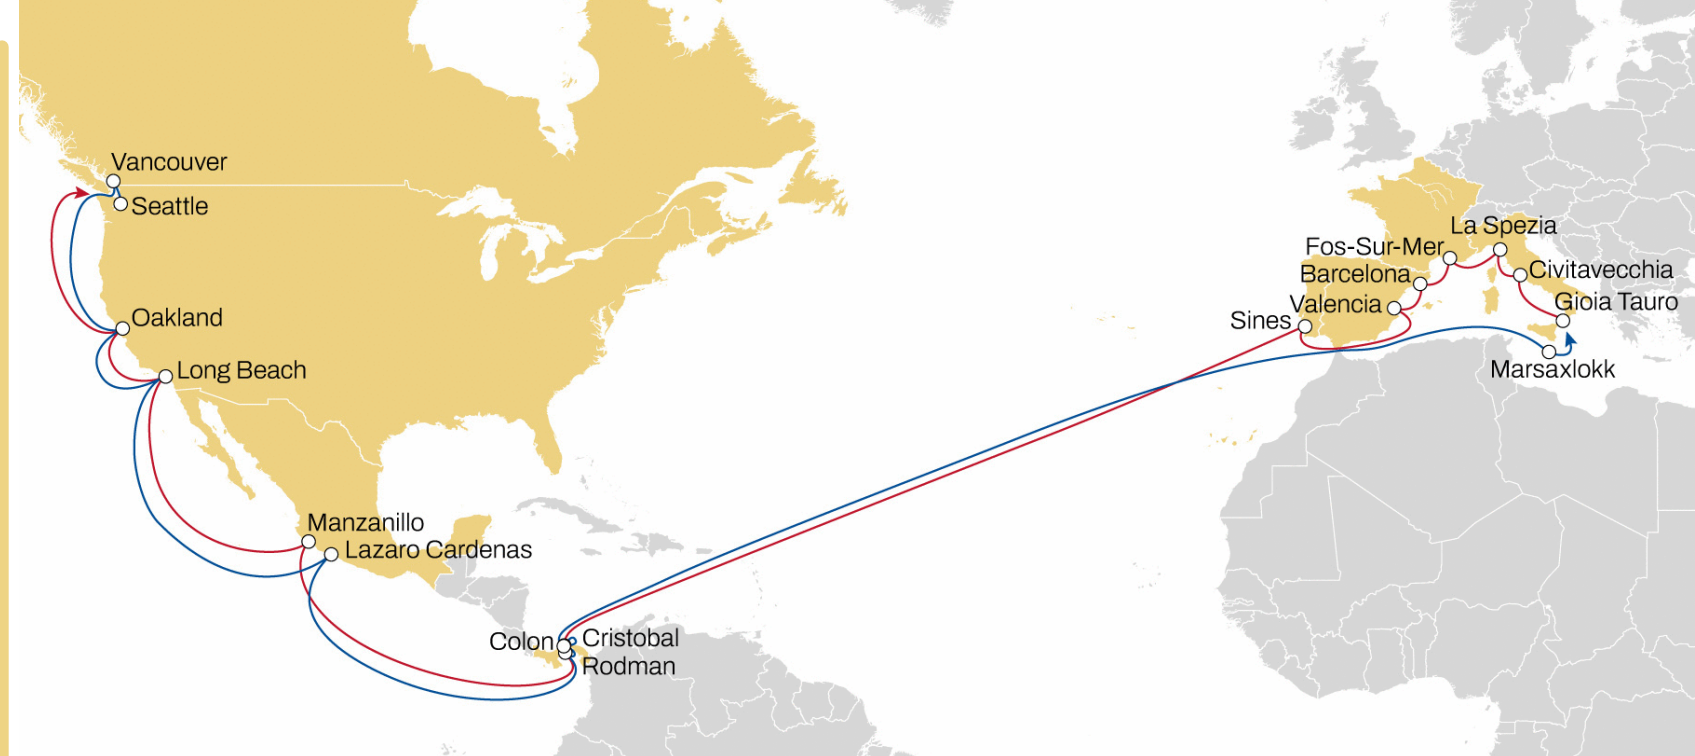 Vancouver
Seattle
Oakland
Long Beach
Manzanillo
Lazaro Cardenas
Colon
Cristobal
Rodman
La Spezia
Fos-Sur-Mer
Civitavecchia
Barcelona
Gioia Tauro
Valencia
Sines
Marsaxlokk